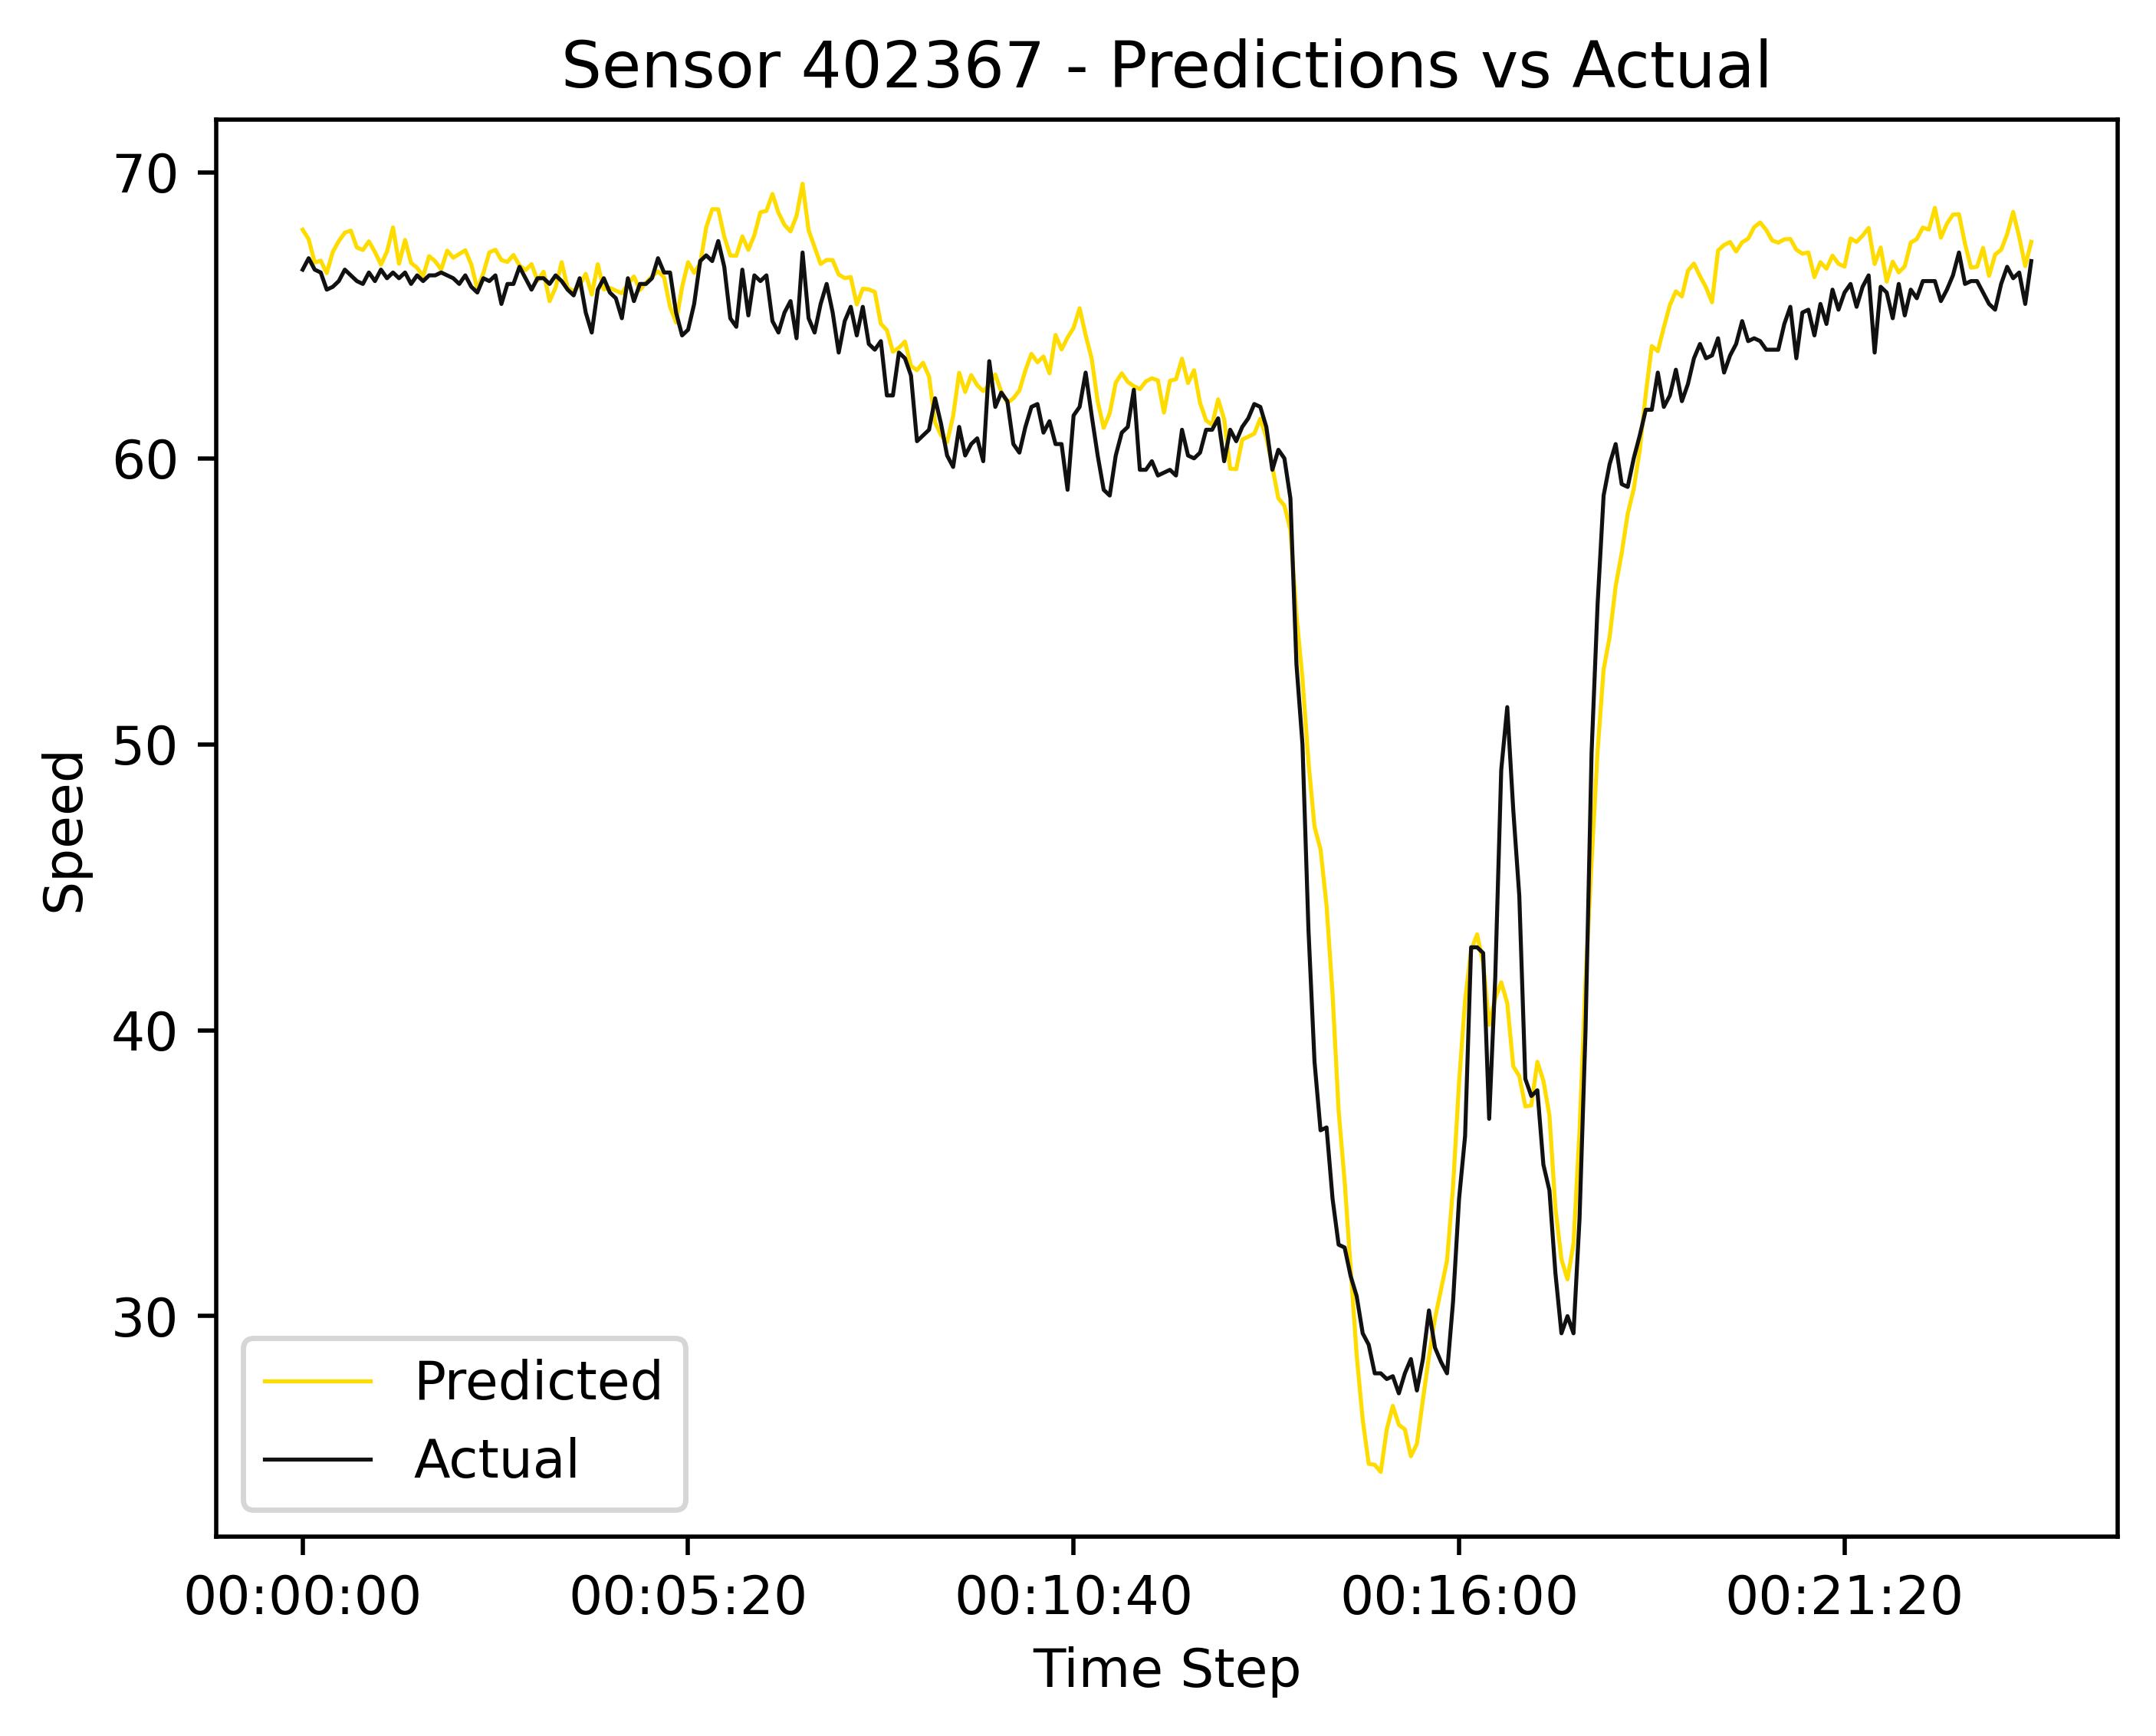 Sensor 402367 - Predictions vs Actual
70
60
50
40
30
Speed
Predicted
Actual
00:00:00
00:05:20
00:10:40
00:16:00
00:21:20
Time Step